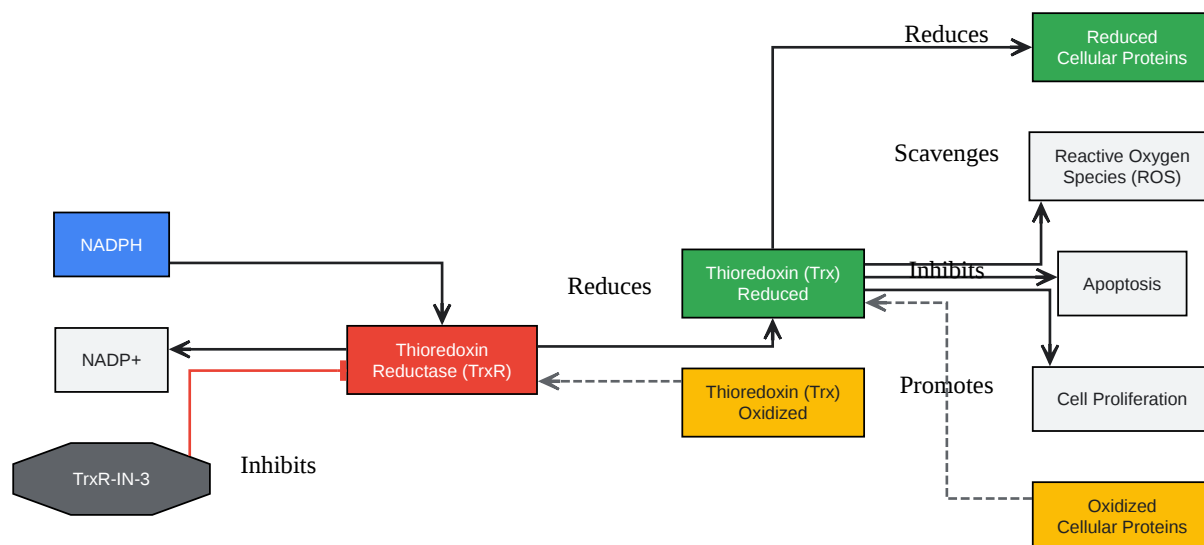 Reduces
Reduced
Cellular Proteins
Scavenges
Reactive Oxygen
Species (ROS)
NADPH
Thioredoxin (Trx)
Reduced
Inhibits
Apoptosis
Reduces
NADP+
Thioredoxin
Reductase (TrxR)
Thioredoxin (Trx)
Oxidized
Promotes
Cell Proliferation
TrxR-IN-3
Inhibits
Oxidized
Cellular Proteins